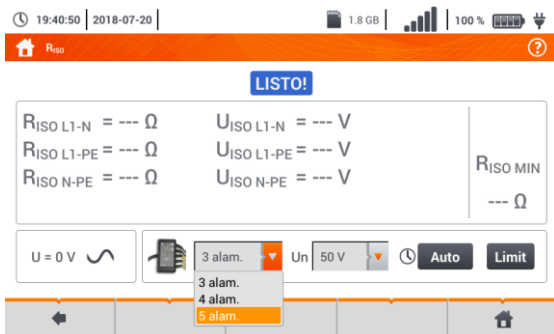 19:40:50 2018-07-20 1.8 GB 100 %
RISO ?
LISTO!
RISO L1-N = --- Ω UISO L1-N = --- V
RISO L1-PE = --- Ω UISO L1-PE = --- V
RISO N-PE = --- Ω UISO N-PE = --- V
RISO MIN
--- Ω
U = 0 V 3 alam. Un 50 V Auto Limit
3 alam.
4 alam.
5 alam.